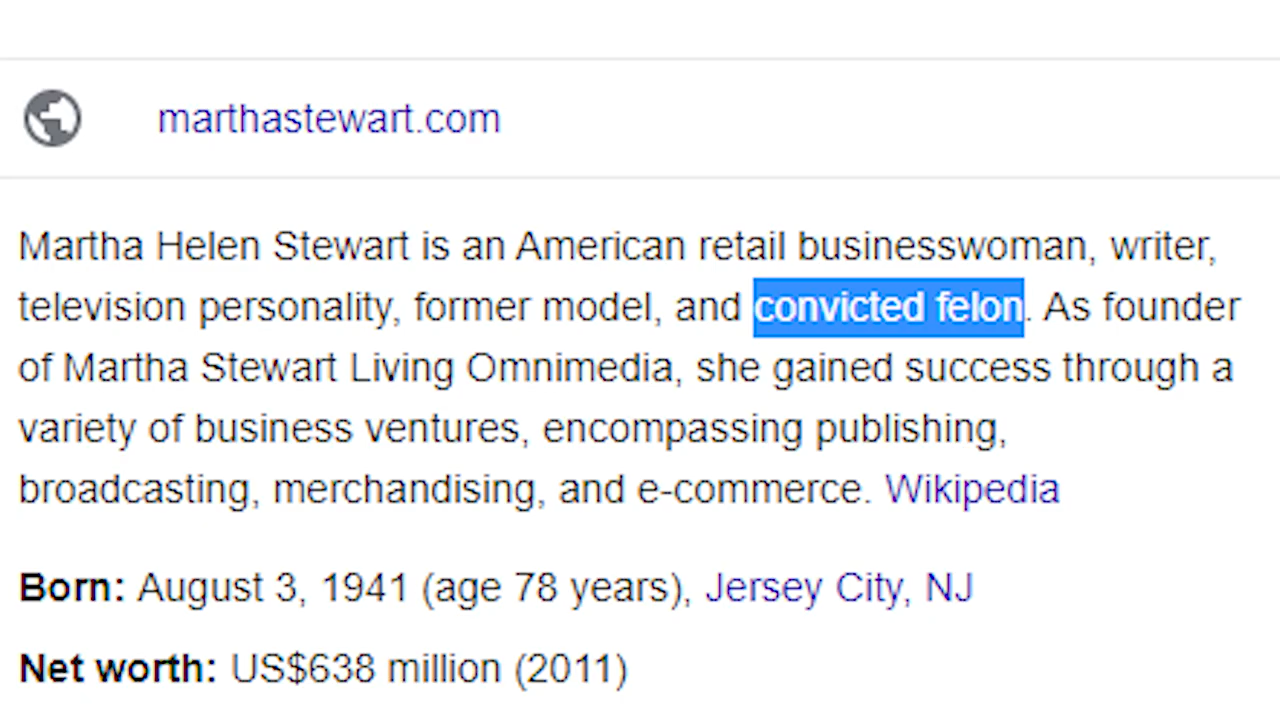 marthastewart.com
Martha Helen Stewart is an American retail businesswoman, writer,
television personality, former model, and convicted felon. As founder
of Martha Stewart Living Omnimedia, she gained success through a
variety of business ventures, encompassing publishing,
broadcasting, merchandising, and e-commerce. Wikipedia
Born: August 3, 1941 (age 78 years), Jersey City, NJ
Net worth: US$638 million (2011)